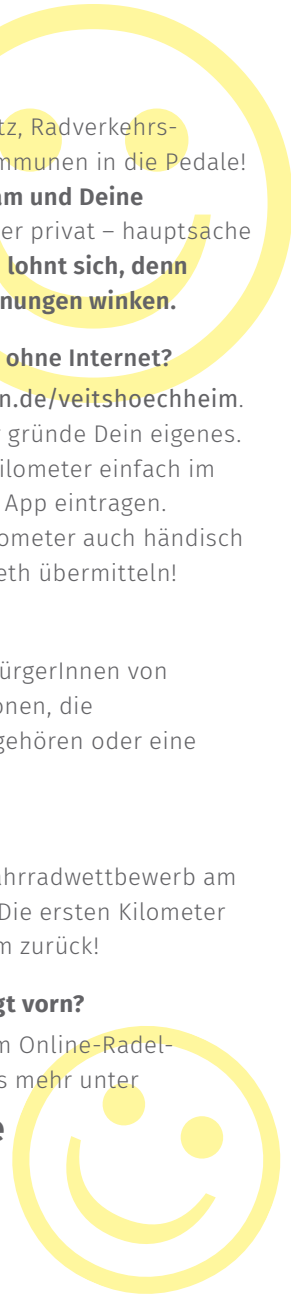 tz, Radverkehrs-
mmunen in die Pedale!
am und Deine
er privat – hauptsache
lohnt sich, denn
nungen winken.
ohne Internet?
n.de/veitshoechheim.
gründe Dein eigenes.
ilometer einfach im
App eintragen.
ometer auch händisch
eth übermitteln!
ürgerInnen von
onen, die
gehören oder eine
ahrradwettbewerb am
Die ersten Kilometer
m zurück!
gt vorn?
m Online-Radel-
s mehr unter
e